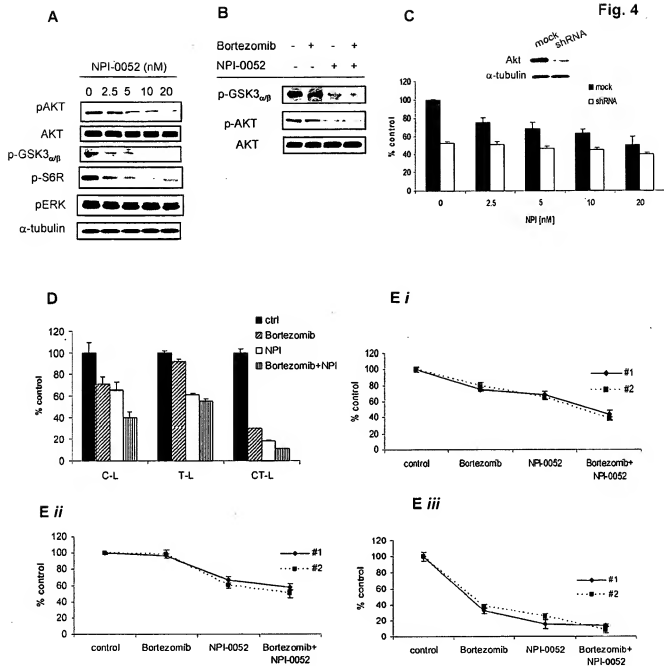 Fig. 4
A
NPI-0052 (nM)
0 2.5 5 10 20
pAKT
AKT
p-GSK3α/β
p-S6R
pERK
α-tubulin
B
Bortezomib - + - +
NPI-0052 - - + +
p-GSK3α/β
p-AKT
AKT
C
mock shRNA
Akt
α-tubulin
mock
shRNA
% control
120
100
80
60
40
20
0
0 2.5 5 10 20
NPI [nM]
D
ctrl
Bortezomib
NPI
Bortezomib+NPI
% control
120
100
80
60
40
20
0
C-L T-L CT-L
E i
% control
120
100
80
60
40
20
0
#1
#2
control Bortezomib NPI-0052 Bortezomib+
NPI-0052
E ii
% control
120
100
80
60
40
20
0
#1
#2
control Bortezomib NPI-0052 Bortezomib+
NPI-0052
E iii
% control
120
100
80
60
40
20
0
#1
#2
control Bortezomib NPI-0052 Bortezomib+
NPI-0052